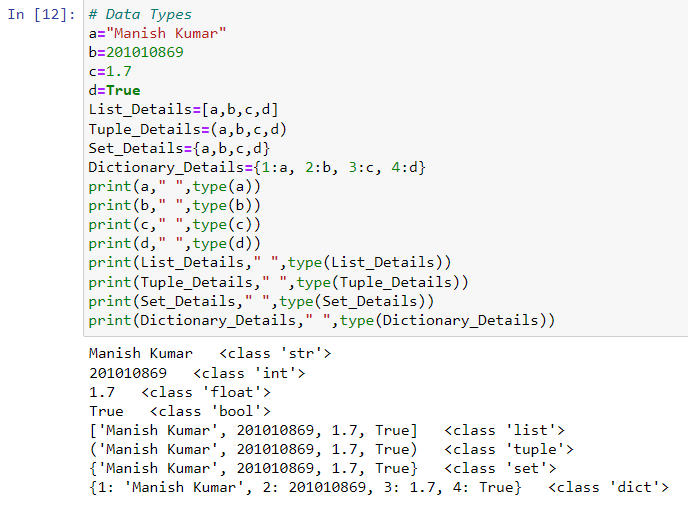 In [12]: # Data Types
a="Manish Kumar"
b=201010869
c=1.7
d=True
List_Details=[a,b,c,d]
Tuple_Details=(a,b,c,d)
Set_Details={a,b,c,d}
Dictionary_Details={1:a, 2:b, 3:c, 4:d}
print(a," ",type(a))
print(b," ",type(b))
print(c," ",type(c))
print(d," ",type(d))
print(List_Details," ",type(List_Details))
print(Tuple_Details," ",type(Tuple_Details))
print(Set_Details," ",type(Set_Details))
print(Dictionary_Details," ",type(Dictionary_Details))
Manish Kumar   <class 'str'>
201010869   <class 'int'>
1.7   <class 'float'>
True   <class 'bool'>
['Manish Kumar', 201010869, 1.7, True]   <class 'list'>
('Manish Kumar', 201010869, 1.7, True)   <class 'tuple'>
{'Manish Kumar', 201010869, 1.7, True}   <class 'set'>
{1: 'Manish Kumar', 2: 201010869, 3: 1.7, 4: True}   <class 'dict'>